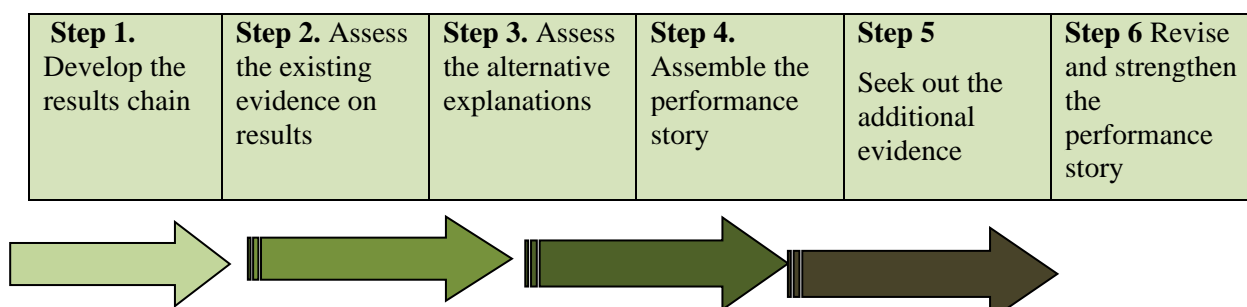 Step 1.
Develop the
results chain
Step 2. Assess
the existing
evidence on
results
Step 3. Assess
the alternative
explanations
Step 4.
Assemble the
performance
story
Step 5
Seek out the
additional
evidence
Step 6 Revise
and strengthen
the
performance
story